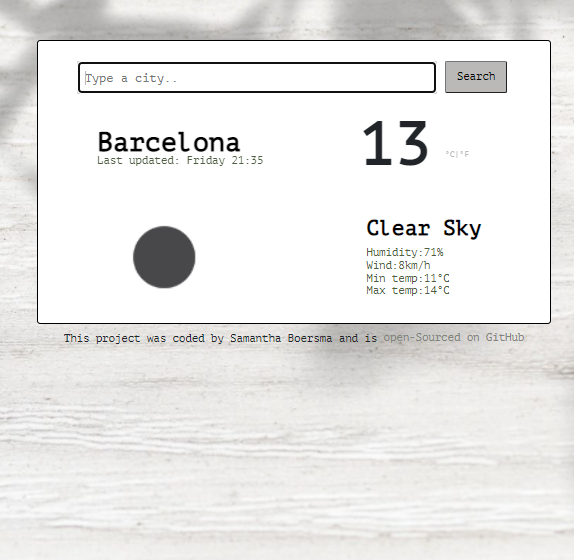 Type a city..
Search
Barcelona
Last updated: Friday 21:35
13
°C|°F
Clear Sky
Humidity:71%
Wind:8km/h
Min temp:11°C
Max temp:14°C
This project was coded by Samantha Boersma and is open-Sourced on GitHub